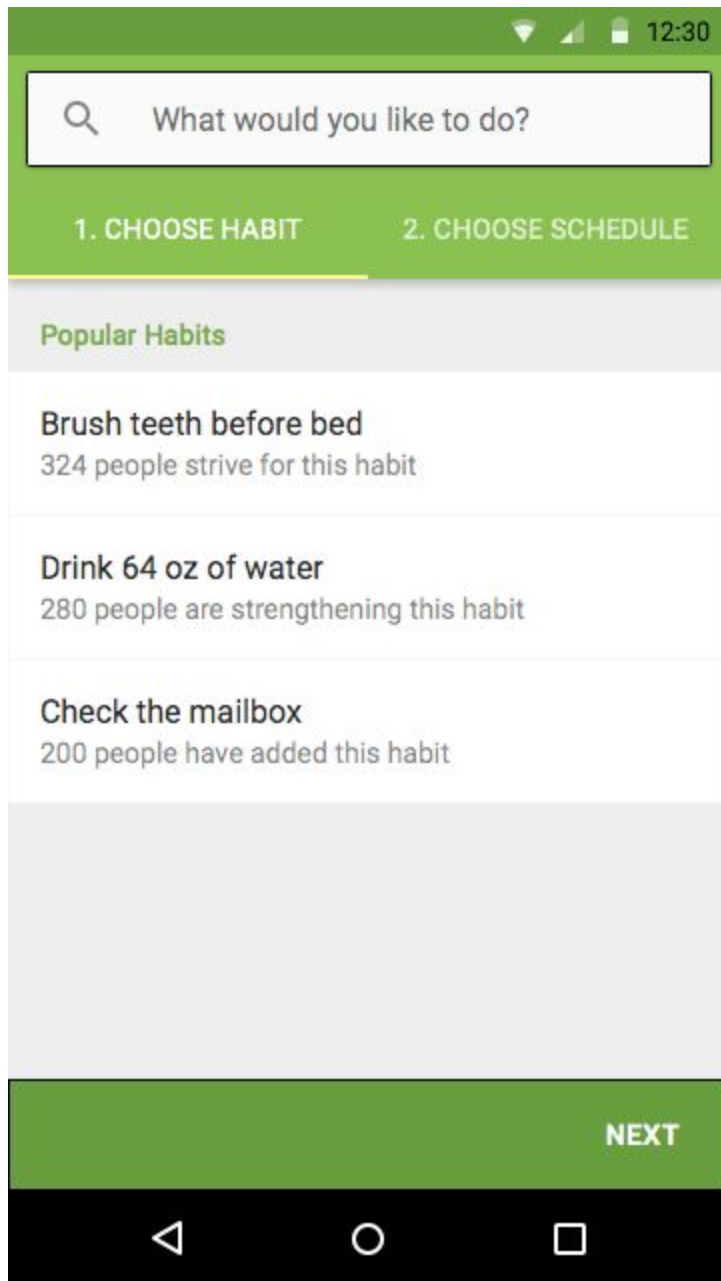 12:30
What would you like to do?
1. CHOOSE HABIT
2. CHOOSE SCHEDULE
Popular Habits
Brush teeth before bed
324 people strive for this habit
Drink 64 oz of water
280 people are strengthening this habit
Check the mailbox
200 people have added this habit
NEXT